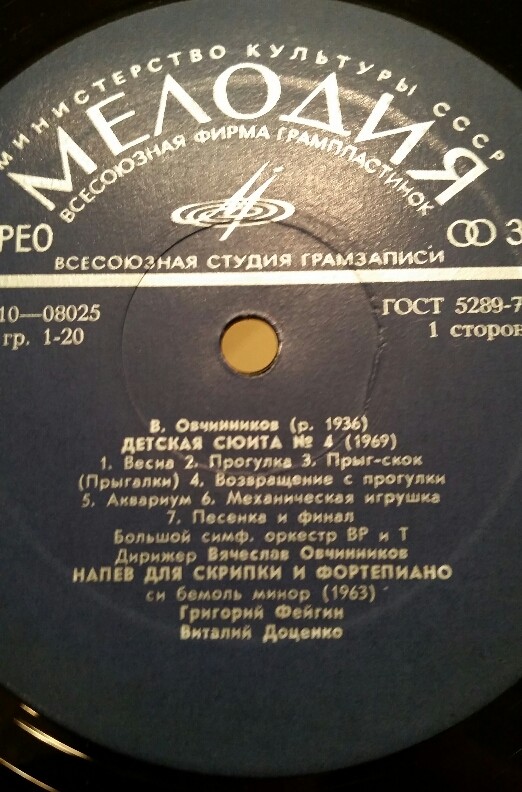 МИНИСТЕРСТВО КУЛЬТУРЫ СССР
МЕЛОДИЯ
ВСЕСОЮЗНАЯ ФИРМА ГРАМПЛАСТИНОК
РЕО 3
ВСЕСОЮЗНАЯ СТУДИЯ ГРАМЗАПИСИ
10—08025 ГОСТ 5289-7
гр. 1-20 1 сторон
В. Овчинников (р. 1936)
ДЕТСКАЯ СЮИТА № 4 (1969)
1. Весна 2. Прогулка 3. Прыг-скок
(Прыгалки) 4. Возвращение с прогулки
5. Аквариум 6. Механическая игрушка
7. Песенка и финал
Большой симф. оркестр ВР и Т
Дирижер Вячеслав Овчинников
НАПЕВ ДЛЯ СКРИПКИ И ФОРТЕПИАНО
си бемоль минор (1963)
Григорий Фейгин
Виталий Доценко